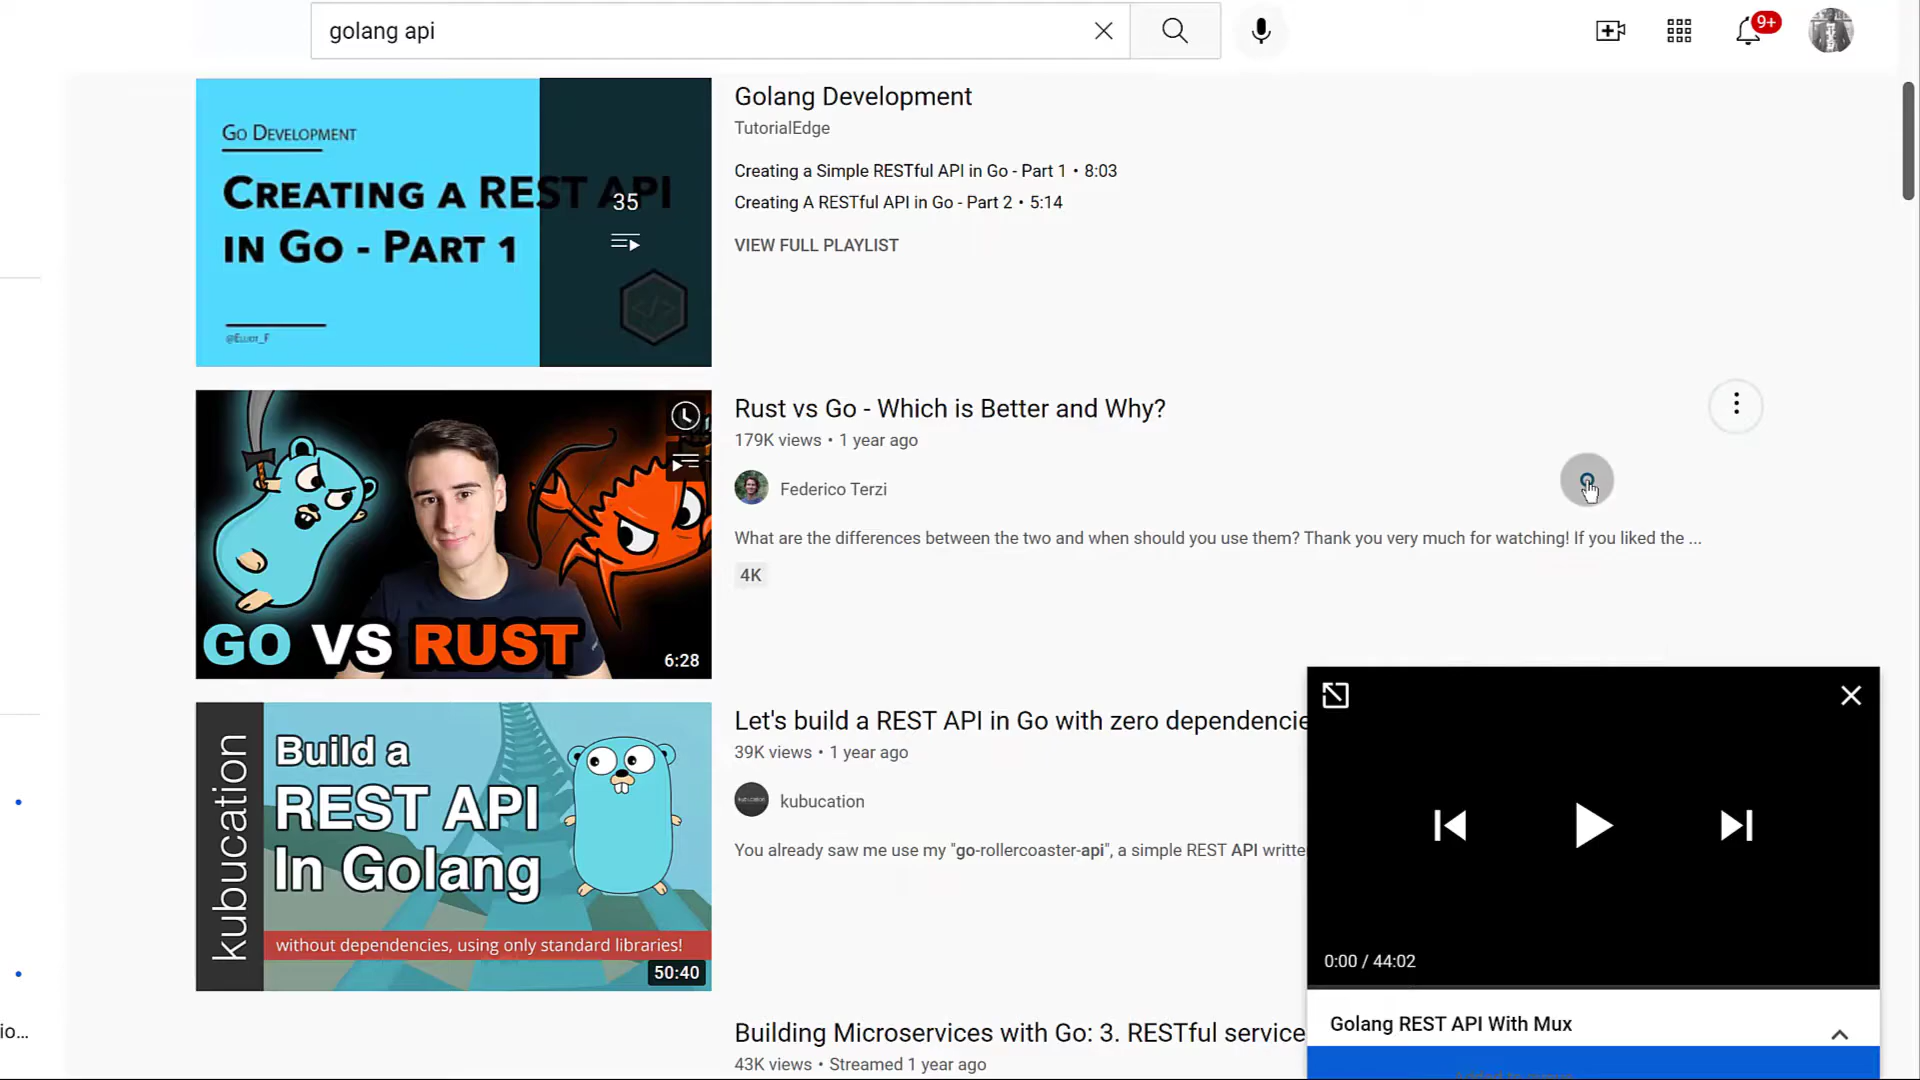 golang api
9+
GO DEVELOPMENT
CREATING A REST API
IN GO - PART 1
35
@ELLIOT_F
Golang Development
TutorialEdge
Creating a Simple RESTful API in Go - Part 1 • 8:03
Creating A RESTful API in Go - Part 2 • 5:14
VIEW FULL PLAYLIST
GO VS RUST
6:28
Rust vs Go - Which is Better and Why?
179K views • 1 year ago
Federico Terzi
What are the differences between the two and when should you use them? Thank you very much for watching! If you liked the ...
4K
kubucation
Build a
REST API
In Golang
without dependencies, using only standard libraries!
50:40
Let's build a REST API in Go with zero dependencie
39K views • 1 year ago
kubucation
You already saw me use my "go-rollercoaster-api", a simple REST API writte
Building Microservices with Go: 3. RESTful service
43K views • Streamed 1 year ago
0:00 / 44:02
Golang REST API With Mux
io...